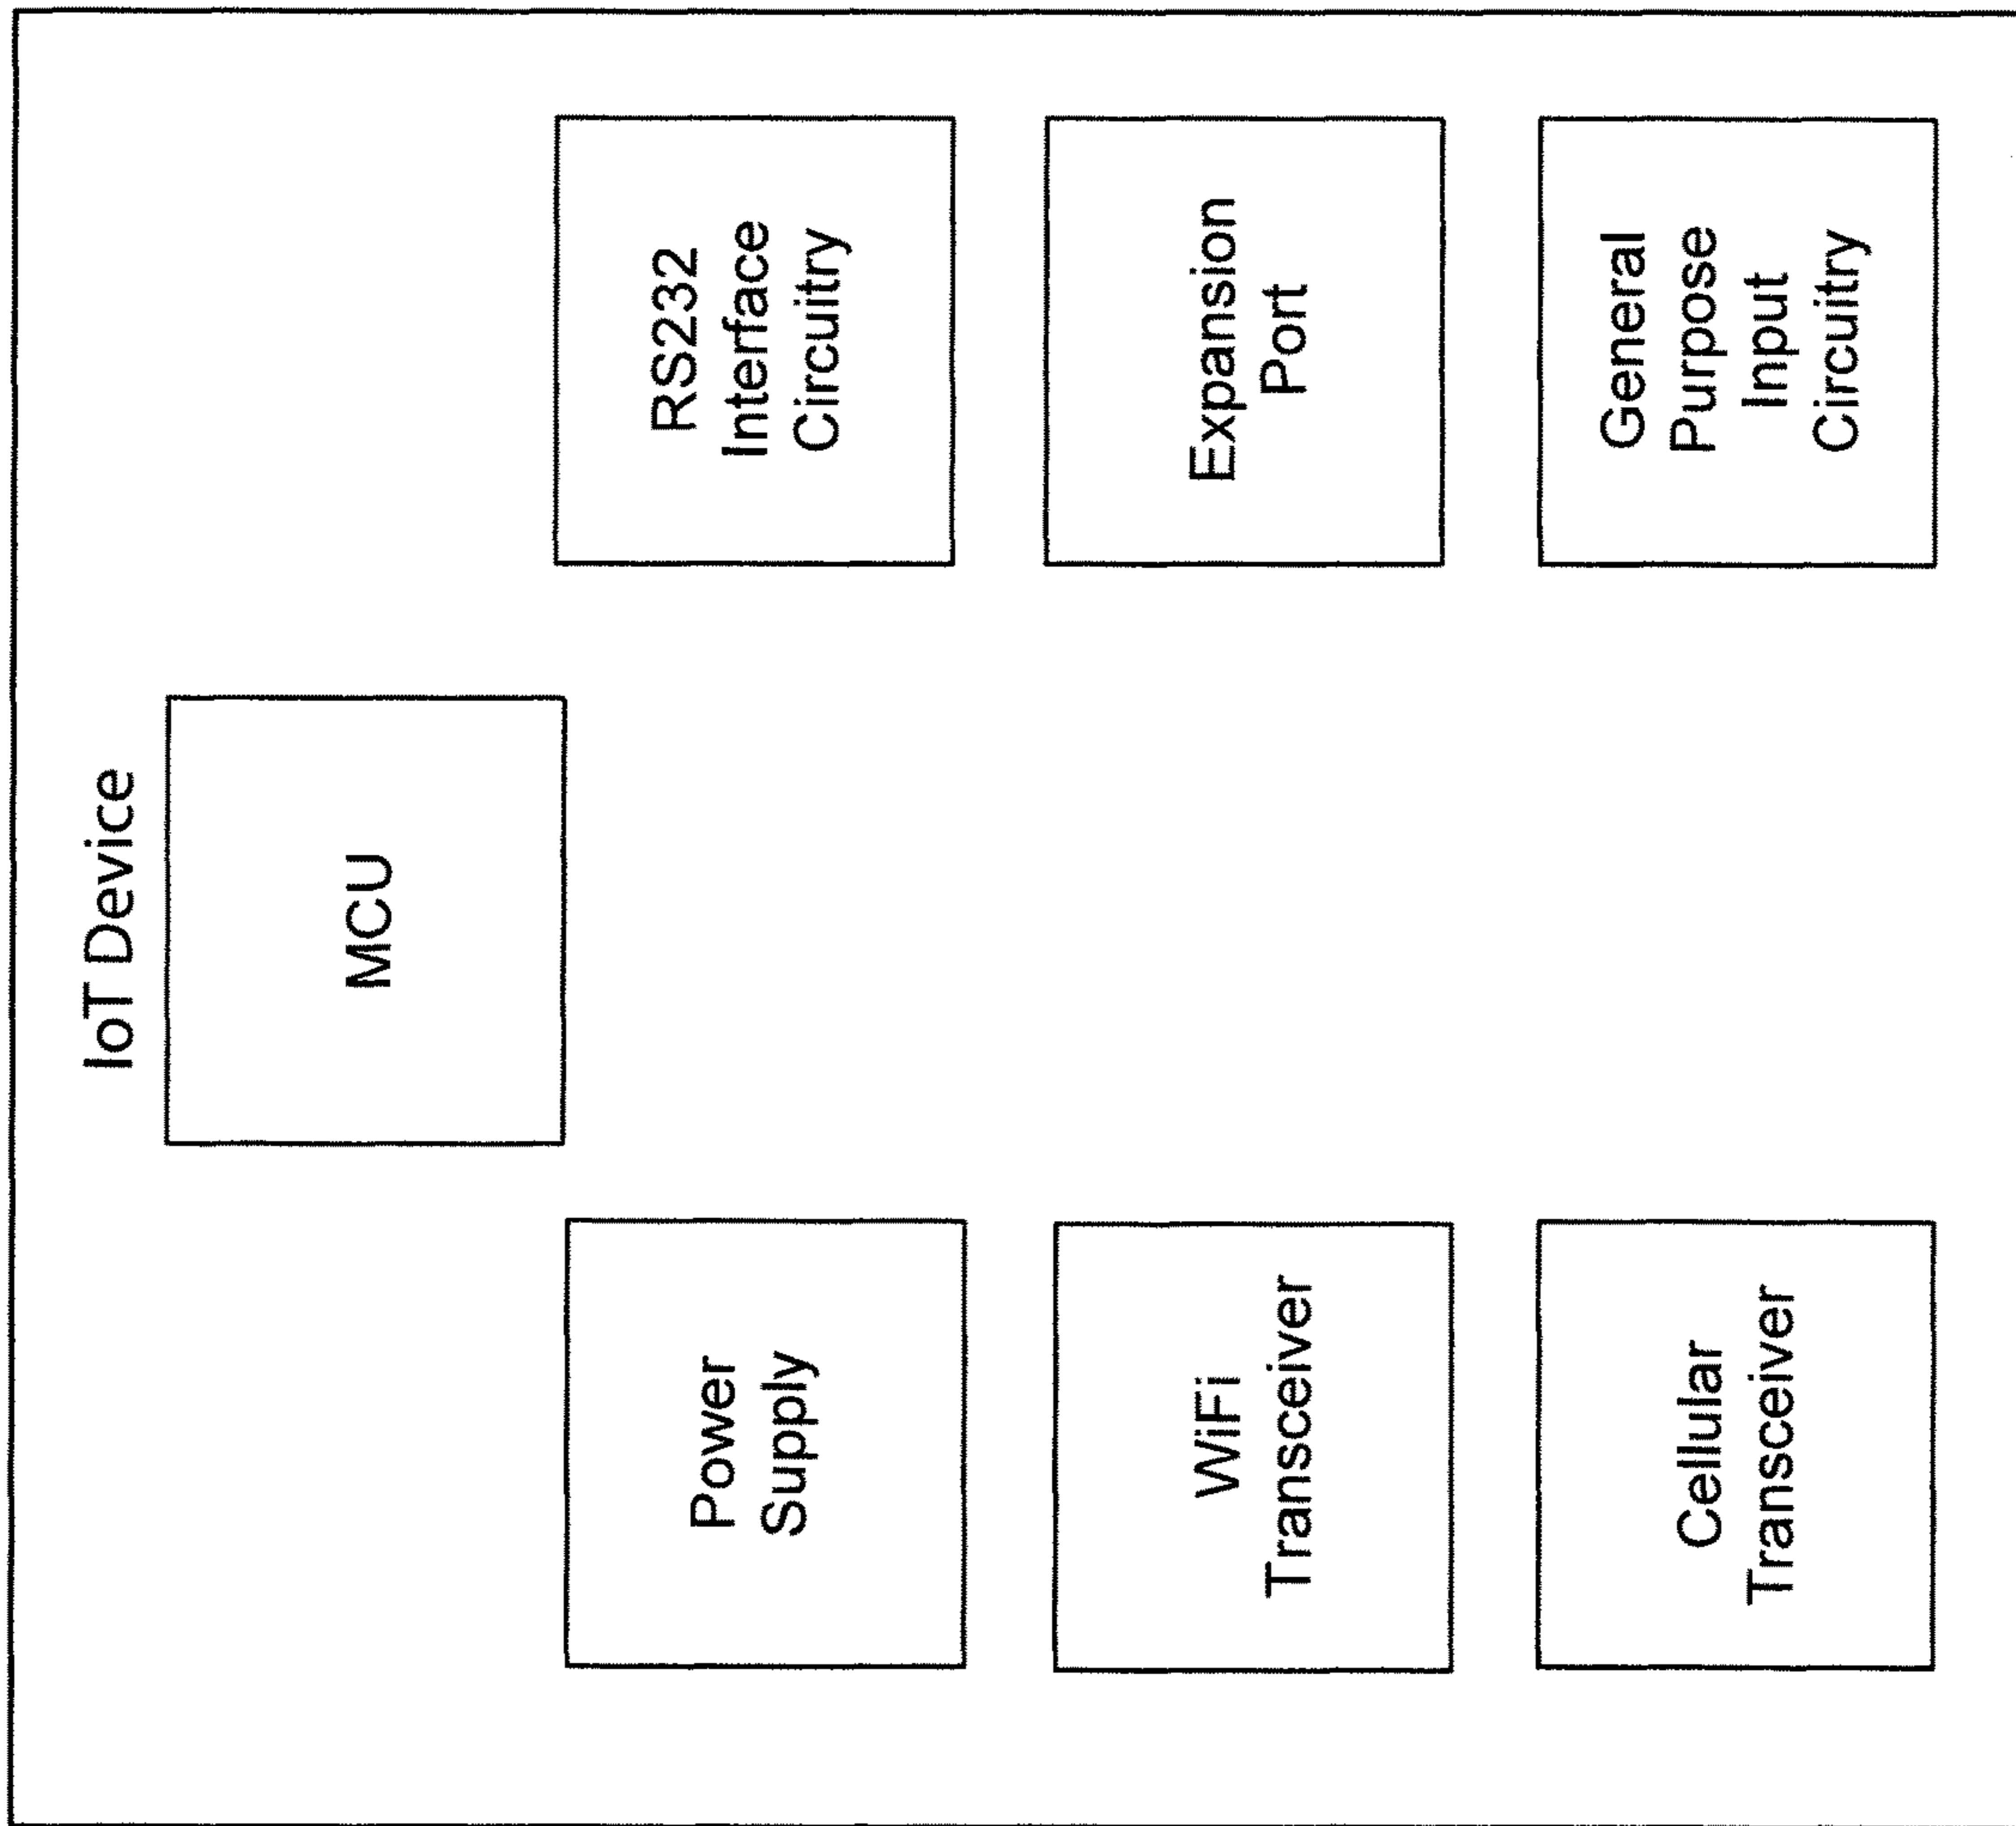 IoT Device
MCU
Power
Supply
RS232
Interface
Circuitry
WiFi
Transceiver
Expansion
Port
Cellular
Transceiver
General
Purpose
Input
Circuitry